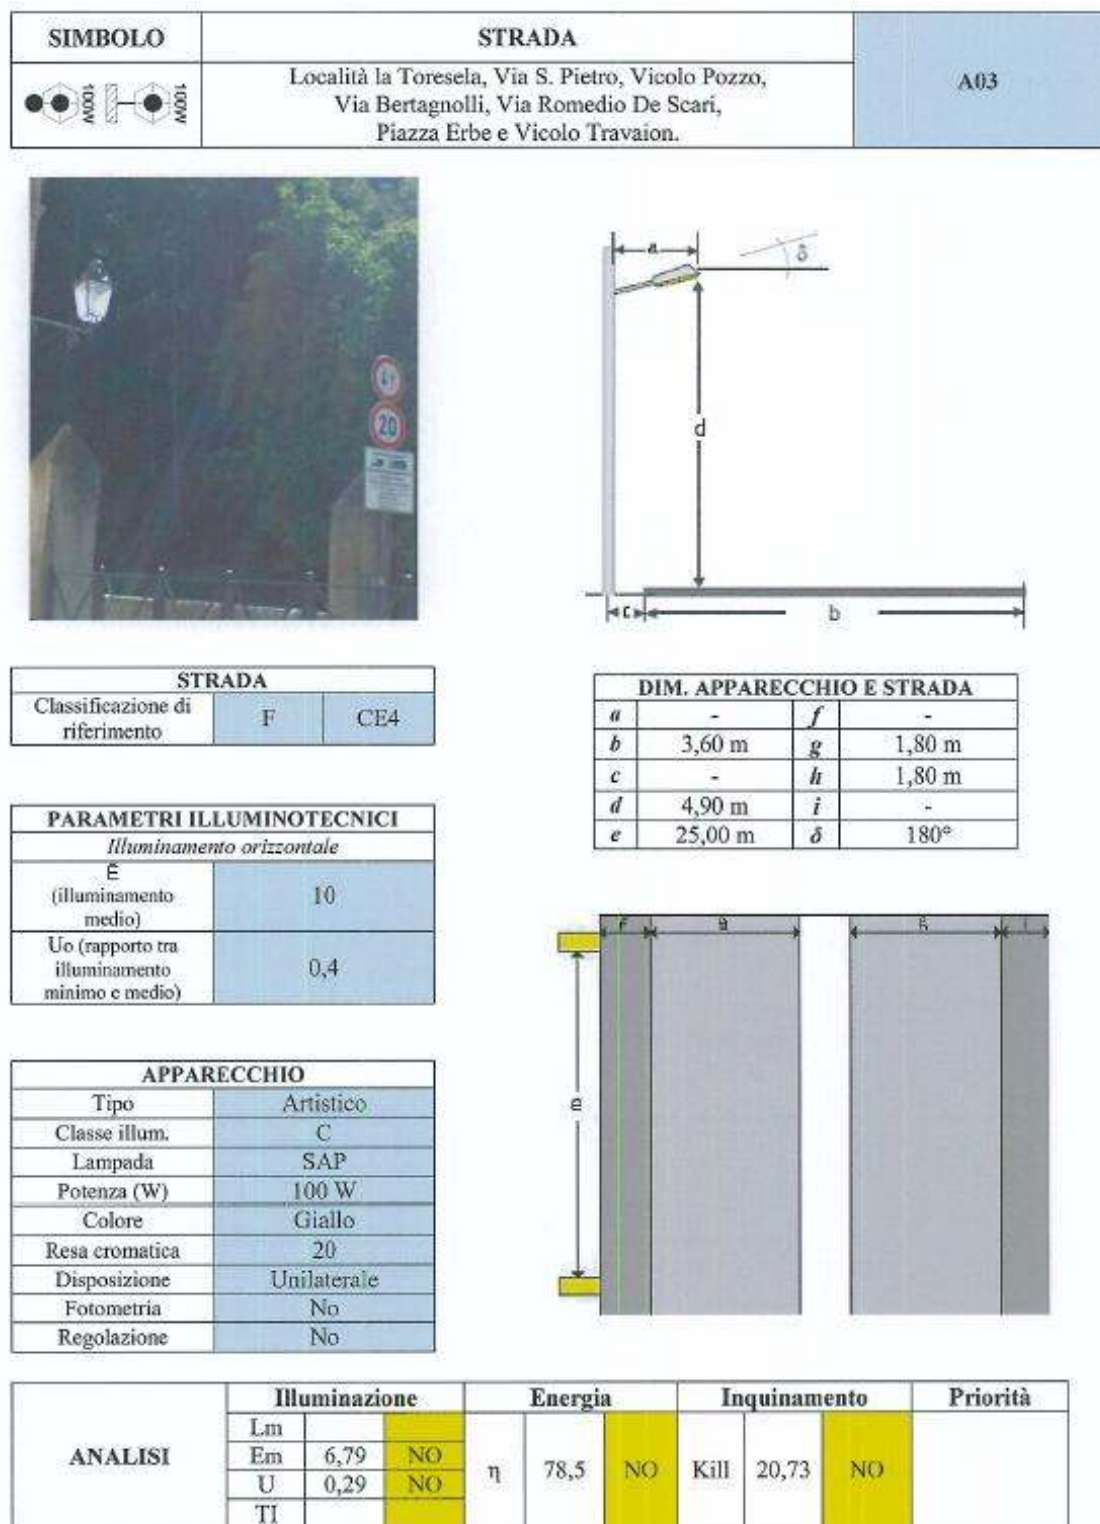 SIMBOLO
STRADA
A03
100W
100W
Località la Toresela, Via S. Pietro, Vicolo Pozzo,
Via Bertagnolli, Via Romedio De Scari,
Piazza Erbe e Vicolo Travaion.
20
a
δ
d
c
b
STRADA
Classificazione di
riferimento
F
CE4
DIM. APPARECCHIO E STRADA
a - f -
b 3,60 m g 1,80 m
c - h 1,80 m
d 4,90 m i -
e 25,00 m δ 180°
PARAMETRI ILLUMINOTECNICI
Illuminamento orizzontale
Ē
(illuminamento
medio)
10
Uo (rapporto tra
illuminamento
minimo e medio)
0,4
APPARECCHIO
Tipo Artistico
Classe illum. C
Lampada SAP
Potenza (W) 100 W
Colore Giallo
Resa cromatica 20
Disposizione Unilaterale
Fotometria No
Regolazione No
ANALISI
Illuminazione Energia Inquinamento Priorità
Lm
Em 6,79 NO
U 0,29 NO
TI
η 78,5 NO
Kill 20,73 NO